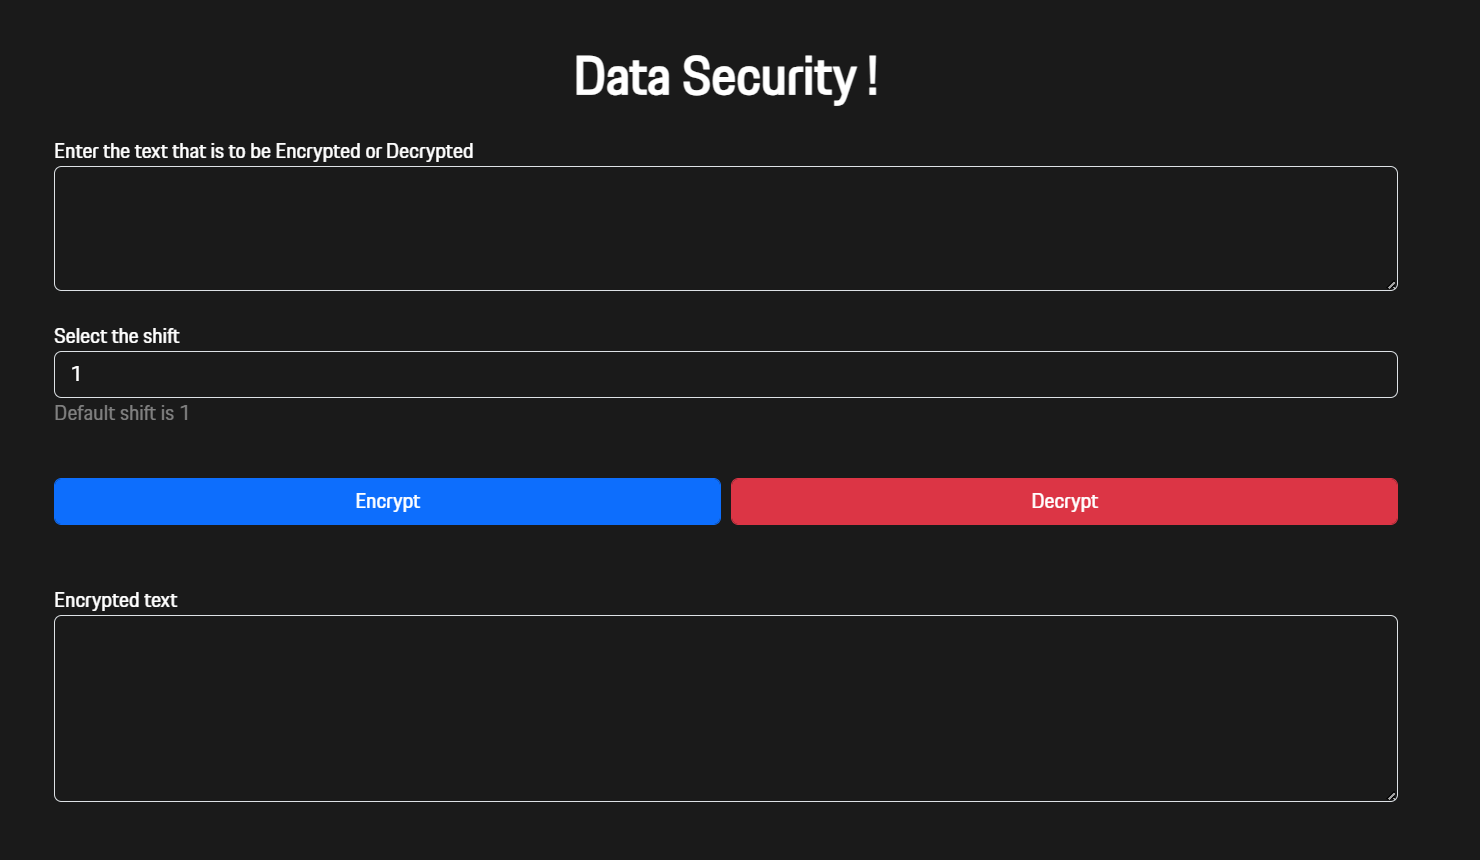 Data Security !
Enter the text that is to be Encrypted or Decrypted
Select the shift
1
Default shift is 1
Encrypt Decrypt
Encrypted text